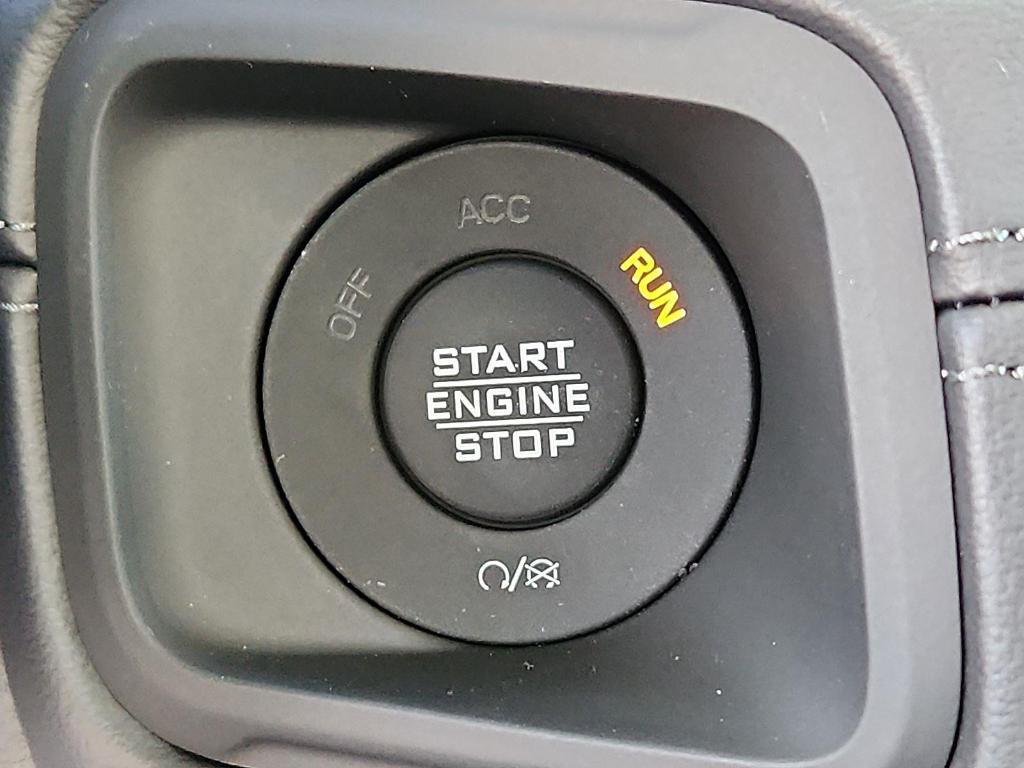 ACC
OFF
RUN
START
ENGINE
STOP